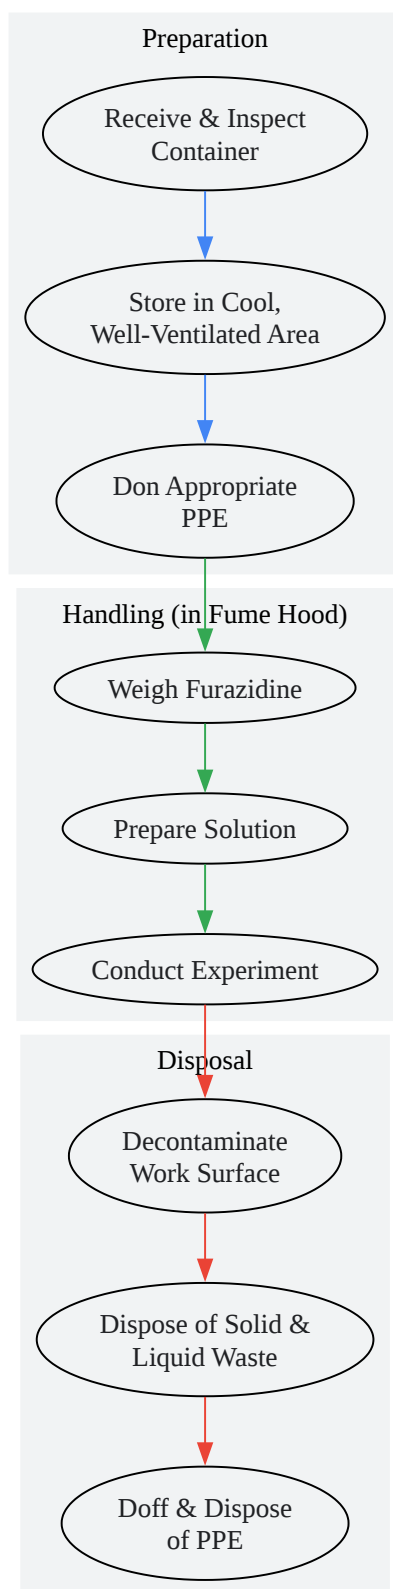 Preparation
Receive & Inspect
Container
Store in Cool,
Well-Ventilated Area
Don Appropriate
PPE
Handling (in Fume Hood)
Weigh Furazidine
Prepare Solution
Conduct Experiment
Disposal
Decontaminate
Work Surface
Dispose of Solid &
Liquid Waste
Doff & Dispose
of PPE